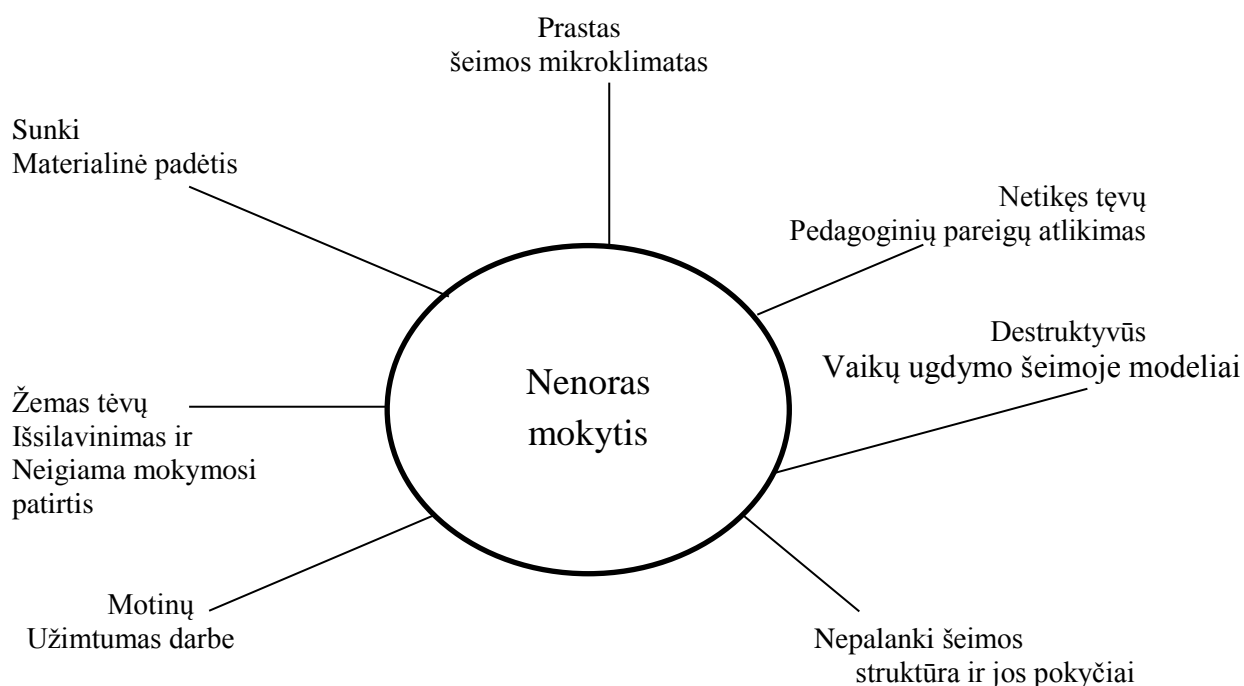 Prastas
šeimos mikroklimatas
Sunki
Materialinė padėtis
Netikęs tęvų
Pedagoginių pareigų atlikimas
Destruktyvūs
Vaikų ugdymo šeimoje modeliai
Nenoras
mokytis
Žemas tėvų
Išsilavinimas ir
Neigiama mokymosi
patirtis
Motinų
Užimtumas darbe
Nepalanki šeimos
struktūra ir jos pokyčiai